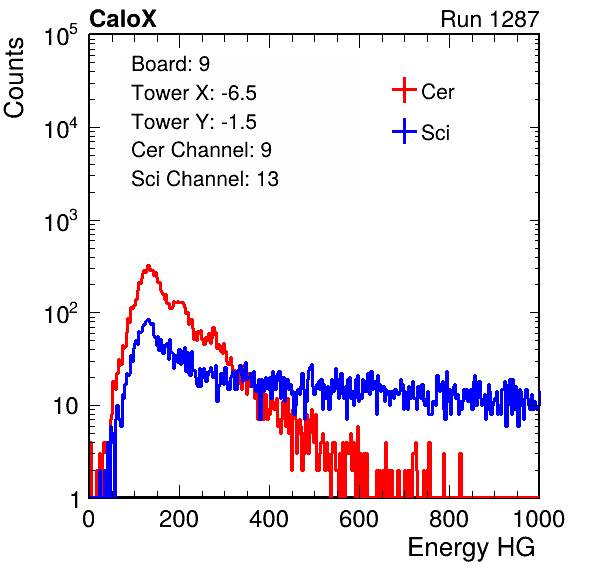 CaloX Run 1287
Counts
10^5
Board: 9
Tower X: -6.5
Tower Y: -1.5
Cer Channel: 9
Sci Channel: 13
Cer
Sci
10^4
10^3
10^2
10
1
0 200 400 600 800 1000
Energy HG